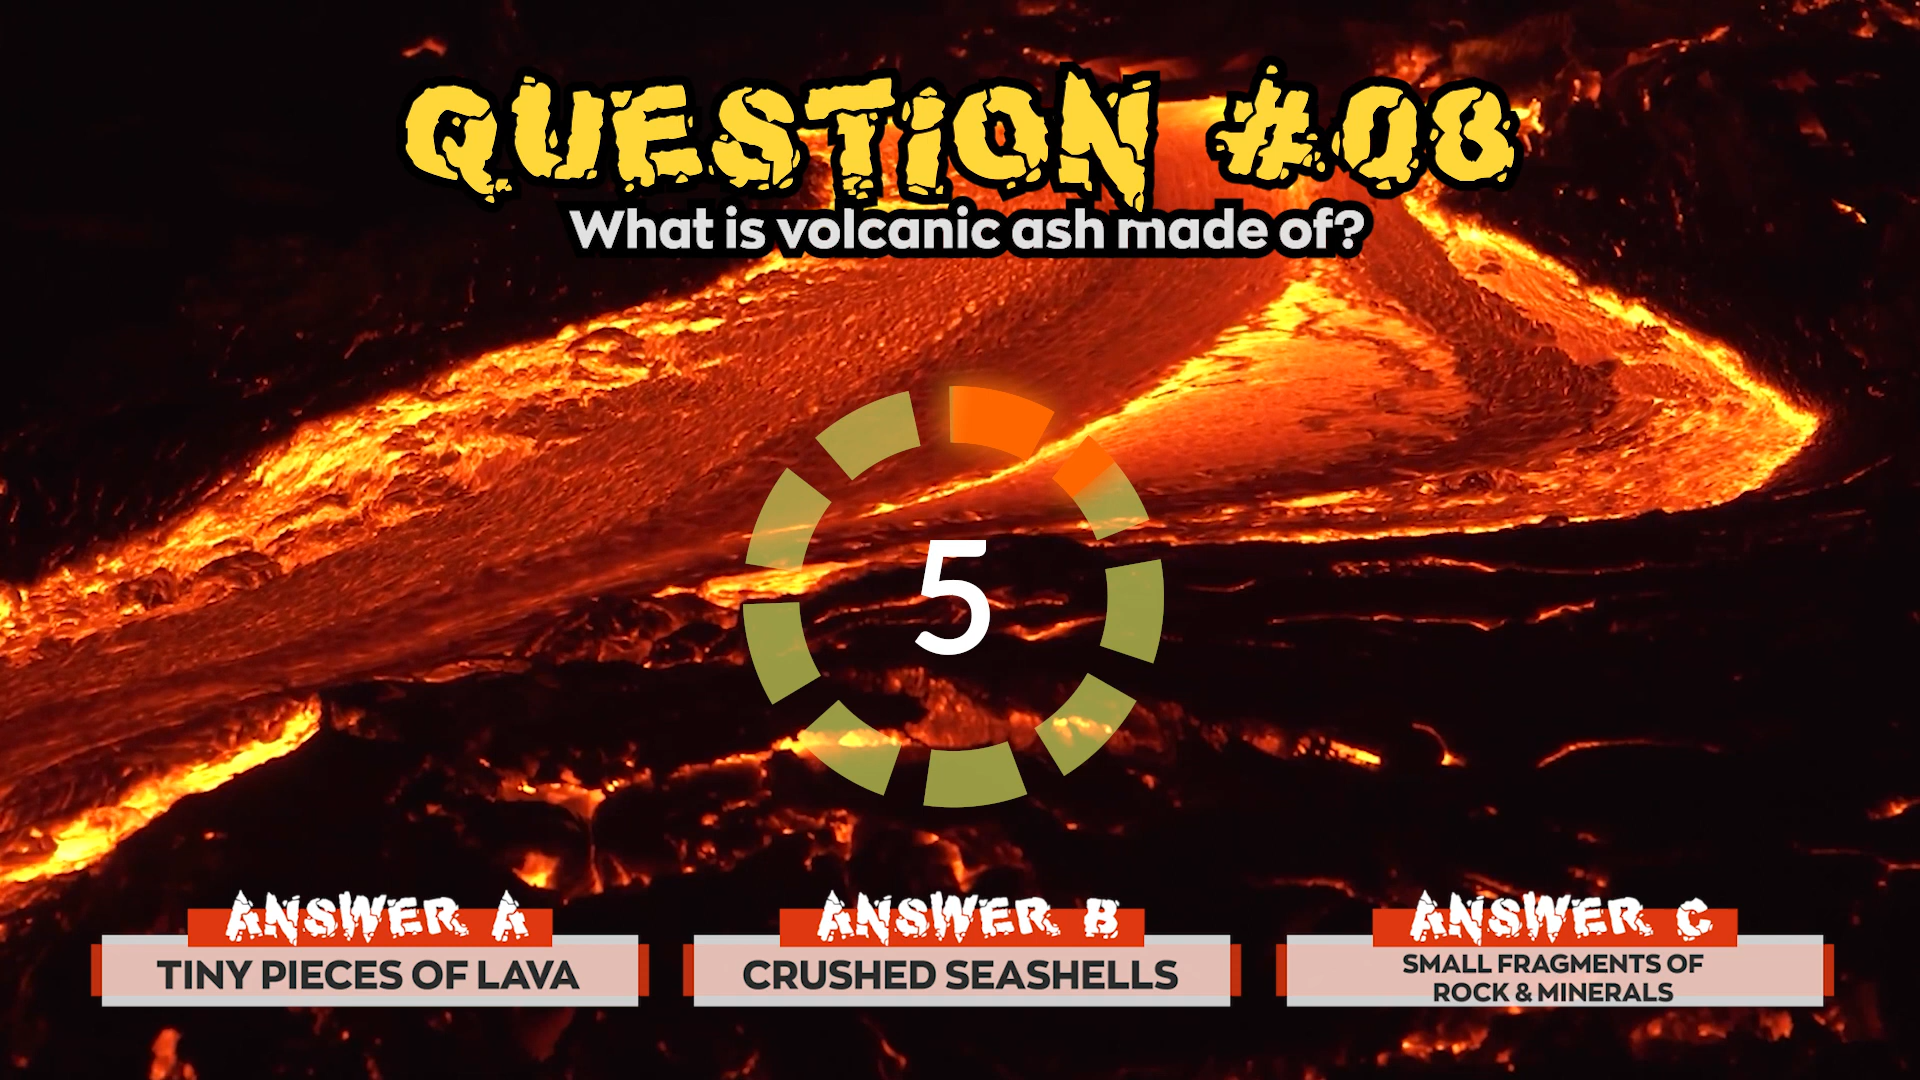 QUESTION #08
What is volcanic ash made of?
5
ANSWER A
TINY PIECES OF LAVA
ANSWER B
CRUSHED SEASHELLS
ANSWER C
SMALL FRAGMENTS OF
ROCK & MINERALS